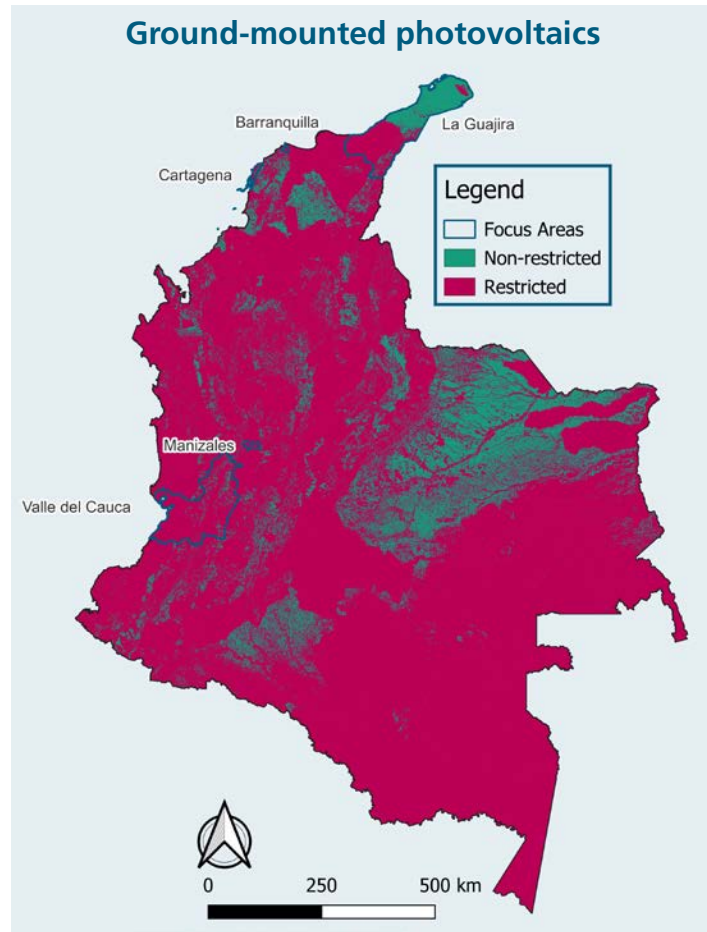 Ground-mounted photovoltaics
Barranquilla
La Guajira
Cartagena
Legend
Focus Areas
Non-restricted
Restricted
Manizales
Valle del Cauca
0 250 500 km